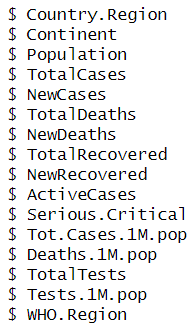 $ Country.Region
$ Continent
$ Population
$ TotalCases
$ NewCases
$ TotalDeaths
$ NewDeaths
$ TotalRecovered
$ NewRecovered
$ ActiveCases
$ Serious.Critical
$ Tot.Cases.1M.pop
$ Deaths.1M.pop
$ TotalTests
$ Tests.1M.pop
$ WHO.Region